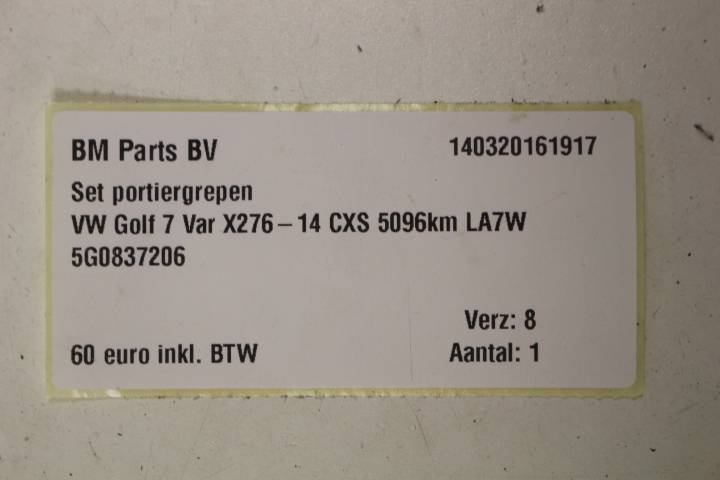 BM Parts BV 140320161917
Set portiergrepen
VW Golf 7 Var X276-14 CXS 5096km LA7W
5G0837206
Verz: 8
60 euro inkl. BTW Aantal: 1